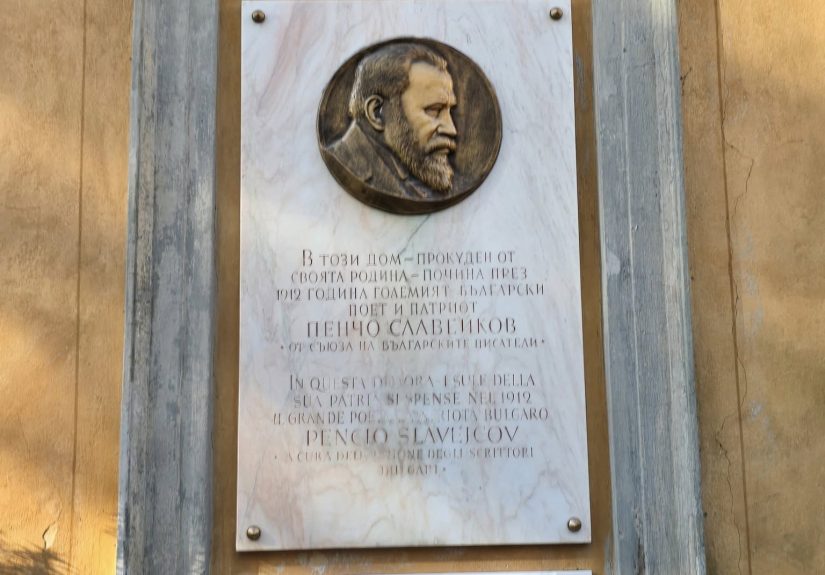 В ТОЗИ ДОМ = ПРОКУДЕН ОТ
СВОЯТА РОДИНА = ПОЧИНА ПРЕЗ
1912 ГОДИНА ГОЛЕМИЯТ БЪЛГАРСКИ
ПОЕТ И ПАТРИОТ
ПЕНЧО СЛАВЕЙКОВ
• ОТ СЪЮЗА НА БЪЛГАРСКИТЕ ПИСАТЕЛИ •
IN QUESTA DIMORA ESULE DELLA
SUA PATRIA SI SPENSE NEL 1912
IL GRANDE BULGARO
PENCIO SLAVEJCOV
• A CURA DEGLI SCRITTORI